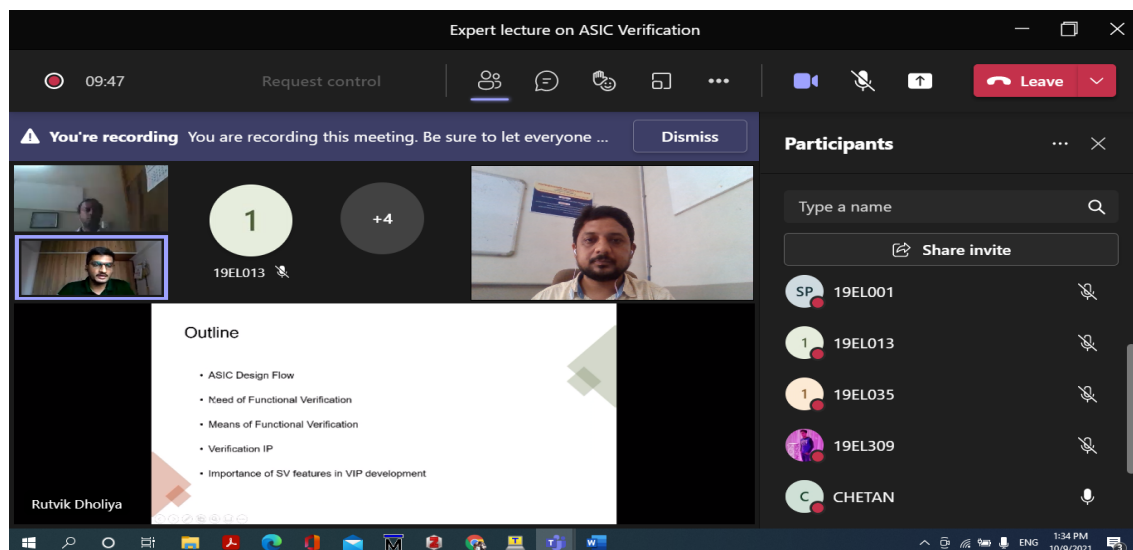 Expert lecture on ASIC Verification
09:47
Request control
Leave
You're recording You are recording this meeting. Be sure to let everyone ...
Dismiss
1
+4
19EL013
Outline
• ASIC Design Flow
• Need of Functional Verification
• Means of Functional Verification
• Verification IP
• Importance of SV features in VIP development
Rutvik Dholiya
Participants
Type a name
Share invite
SP 19EL001
1 19EL013
1 19EL035
19EL309
C CHETAN
ENG
1:34 PM
10/9/2021